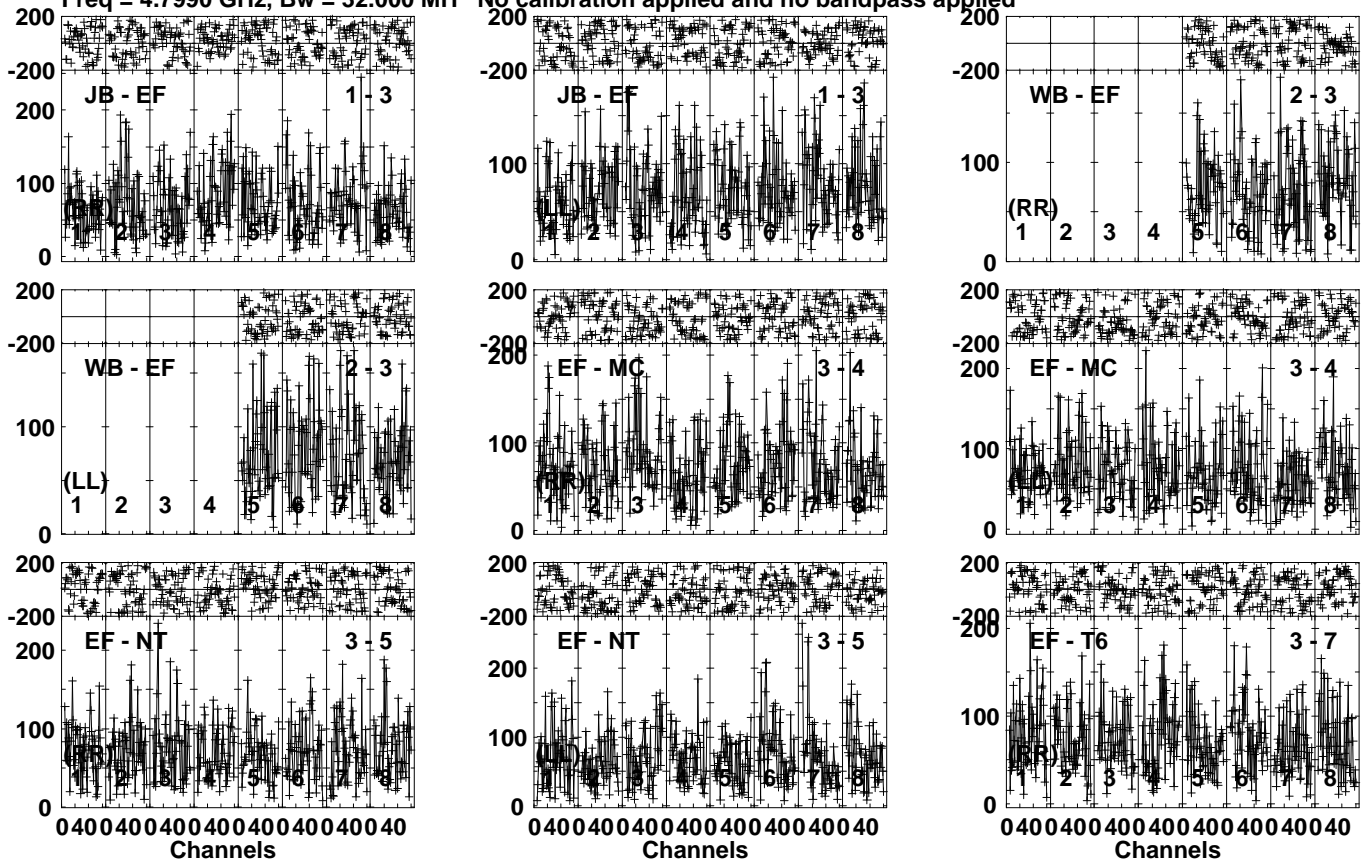 Freq = 4.7990 GHz, Bw = 32.000 MH No calibration applied and no bandpass applied
200 200 200
-200 -200
JB - EF 1 - 3 JB - EF 1 - 3 WB - EF 2 - 3
200 200
100 100 100
(LL) (RR)
1 2 3 4 5 6 7 8 1 2 3 4 5 6 7 8 1 2 3 4 5 6 7 8
0 0 0
200 200 200
-200 -200 -200
WB - EF 2 - 3 EF - MC 3 - 4 EF - MC 3 - 4
200 200
100 100 100
(LL) (RR) (LL)
1 2 3 4 5 6 7 8 1 2 3 4 5 6 7 8 1 2 3 4 5 6 7 8
0 0 0
200 200 200
-200 -200 -200
EF - NT 3 - 5 EF - NT 3 - 5 EF - T6 3 - 7
200 200 200
100 100 100
(RR) (LL) (RR)
1 2 3 4 5 6 7 8 1 2 3 4 5 6 7 8 1 2 3 4 5 6 7 8
0 0 0
0 40 0 40 0 40 0 40 0 40 0 40 0 40 0 40 0 40 0 40 0 40 0 40 0 40 0 40 0 40 0 40 0 40 0 40 0 40 0 40 0 40 0 40 0 40 0 40
Channels Channels Channels